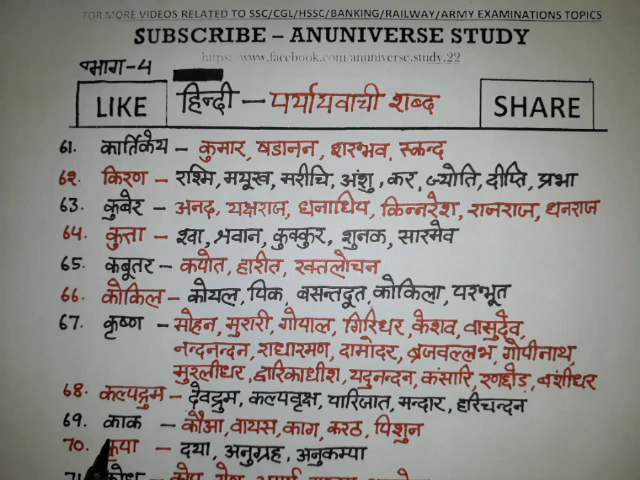 FOR MORE VIDEOS RELATED TO SSC/CGL/HSSC/BANKING/RAILWAY/ARMY EXAMINATIONS TOPICS
SUBSCRIBE – ANUNIVERSE STUDY
https: www.facebook.com anuniverse.study.22
भाग-4
LIKE हिन्दी – पर्यायवाची शब्द SHARE
61. कार्तिकेय – कुमार, षडानन, शरभव, स्कन्द
62. किरण – रश्मि, मयूख, मरीचि, अंशु, कर, ज्योति, दीप्ति, प्रभा
63. कुबेर – अनद, यक्षराज, धनाधिप, किन्नरेश, राजराज, धनराज
64. कुत्ता – श्वा, श्रवान, कुक्कुर, शुनक, सारमेव
65. कबूतर – कपोत, हारीत, रक्तलोचन
66. कोकिल – कोयल, पिक, बसन्तदूत, कोकिला, परभूत
67. कृष्ण – मोहन, मुरारी, गोपाल, गिरिधर, केशव, वासुदेव,
नन्दनन्दन, राधारमण, दामोदर, ब्रजवल्लभ, गोपीनाथ,
मुरलीधर, द्वारिकाधीश, यदुनन्दन, कंसारि, रणछोड़, बंशीधर
68. कल्पद्रुम – देवद्रुम, कल्पवृक्ष, पारिजात, मन्दार, हरिचन्दन
69. काक – कौआ, वायस, काग, करठ, पिशुन
70. कृपा – दया, अनुग्रह, अनुकम्पा